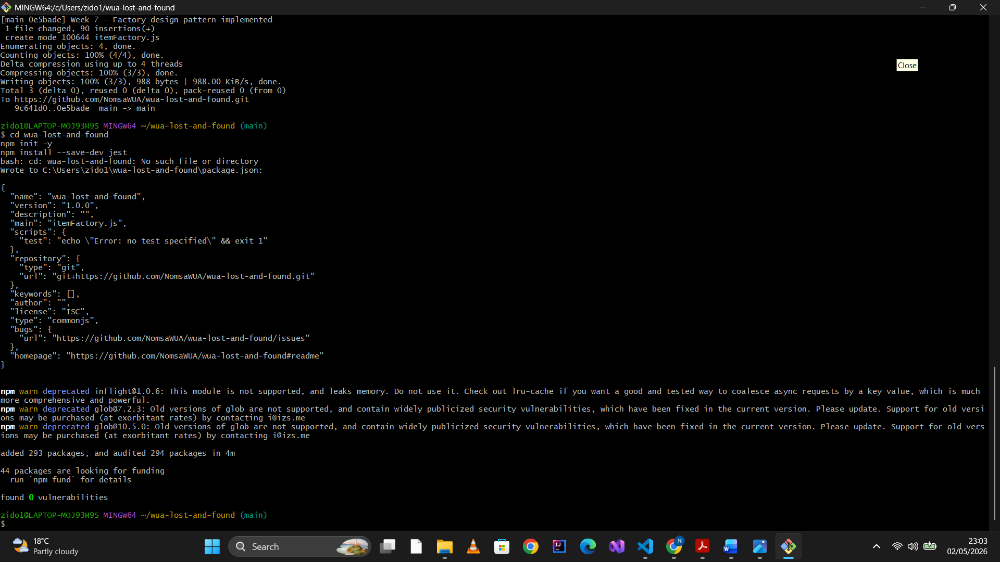 MINGW64:/c/Users/zido1/wua-lost-and-found
[main 0e5bade] Week 7 - Factory design pattern implemented
 1 file changed, 90 insertions(+)
 create mode 100644 itemFactory.js
Enumerating objects: 4, done.
Counting objects: 100% (4/4), done.
Delta compression using up to 4 threads
Compressing objects: 100% (3/3), done.
Writing objects: 100% (3/3), 988 bytes | 988.00 KiB/s, done.
Total 3 (delta 0), reused 0 (delta 0), pack-reused 0 (from 0)
To https://github.com/NomsaWUA/wua-lost-and-found.git
   9c641d0..0e5bade  main -> main
Close

zido1@LAPTOP-MOJ93H9S MINGW64 ~/wua-lost-and-found (main)
$ cd wua-lost-and-found
npm init -y
npm install --save-dev jest
bash: cd: wua-lost-and-found: No such file or directory
Wrote to C:\Users\zido1\wua-lost-and-found\package.json:

{
  "name": "wua-lost-and-found",
  "version": "1.0.0",
  "description": "",
  "main": "itemFactory.js",
  "scripts": {
    "test": "echo \"Error: no test specified\" && exit 1"
  },
  "repository": {
    "type": "git",
    "url": "git+https://github.com/NomsaWUA/wua-lost-and-found.git"
  },
  "keywords": [],
  "author": "",
  "license": "ISC",
  "type": "commonjs",
  "bugs": {
    "url": "https://github.com/NomsaWUA/wua-lost-and-found/issues"
  },
  "homepage": "https://github.com/NomsaWUA/wua-lost-and-found#readme"
}

npm warn deprecated inflight@1.0.6: This module is not supported, and leaks memory. Do not use it. Check out lru-cache if you want a good and tested way to coalesce async requests by a key value, which is much
more comprehensive and powerful.
npm warn deprecated glob@7.2.3: Old versions of glob are not supported, and contain widely publicized security vulnerabilities, which have been fixed in the current version. Please update. Support for old versi
ons may be purchased (at exorbitant rates) by contacting i@izs.me
npm warn deprecated glob@10.5.0: Old versions of glob are not supported, and contain widely publicized security vulnerabilities, which have been fixed in the current version. Please update. Support for old vers
ions may be purchased (at exorbitant rates) by contacting i@izs.me

added 293 packages, and audited 294 packages in 4m

44 packages are looking for funding
  run `npm fund` for details

found 0 vulnerabilities

zido1@LAPTOP-MOJ93H9S MINGW64 ~/wua-lost-and-found (main)
$
18°C
Partly cloudy
Search
IJ
N
W
23:03
02/05/2026